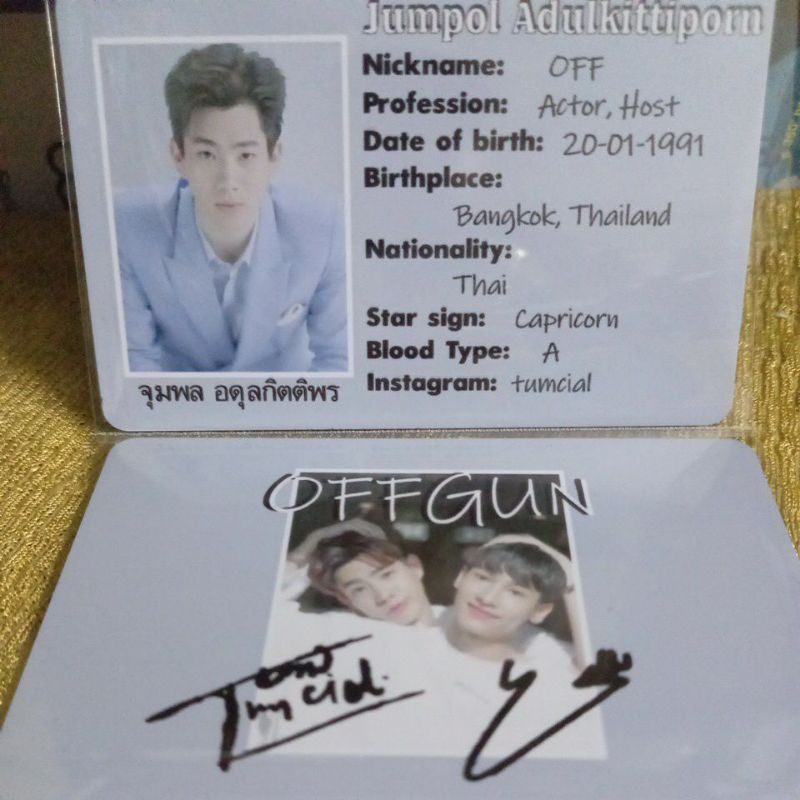 Jumpol Adulkittiporn
Nickname: OFF
Profession: Actor, Host
Date of birth: 20-01-1991
Birthplace:
Bangkok, Thailand
Nationality:
Thai
Star sign: Capricorn
Blood Type: A
Instagram: tumcial
จุมพล อดุลกิตติพร
OFFGUN
Tumcial